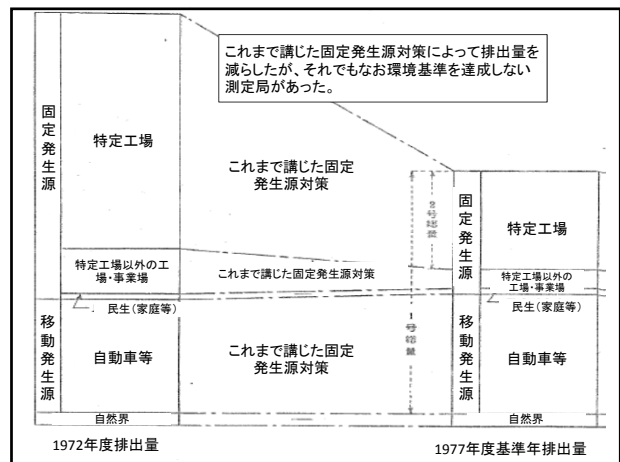 これまで講じた固定発生源対策によって排出量を
減らしたが、それでもなお環境基準を達成しない
測定局があった。
固定発生源
特定工場
これまで講じた固定
発生源対策
2号総量
固定発生源
特定工場
特定工場以外の工
場・事業場
これまで講じた固定発生源対策
特定工場以外の
工場・事業場
民生(家庭等)
民生(家庭等)
1号総量
移動発生源
自動車等
これまで講じた固定
発生源対策
移動発生源
自動車等
自然界
自然界
1972年度排出量
1977年度基準年排出量